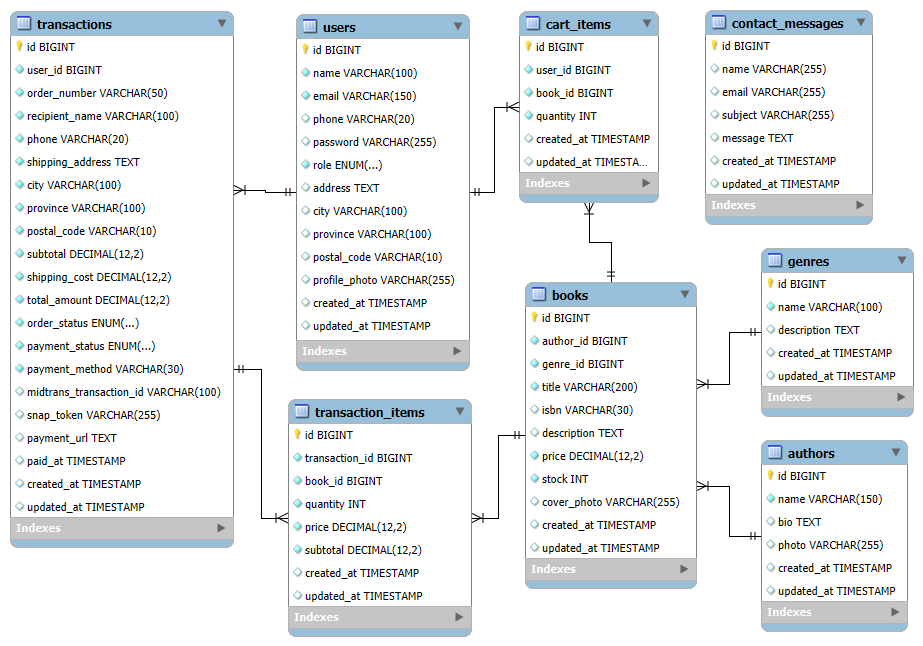 transactions
id BIGINT
user_id BIGINT
order_number VARCHAR(50)
recipient_name VARCHAR(100)
phone VARCHAR(20)
shipping_address TEXT
city VARCHAR(100)
province VARCHAR(100)
postal_code VARCHAR(10)
subtotal DECIMAL(12,2)
shipping_cost DECIMAL(12,2)
total_amount DECIMAL(12,2)
order_status ENUM(...)
payment_status ENUM(...)
payment_method VARCHAR(30)
midtrans_transaction_id VARCHAR(100)
snap_token VARCHAR(255)
payment_url TEXT
paid_at TIMESTAMP
created_at TIMESTAMP
updated_at TIMESTAMP
Indexes
users
id BIGINT
name VARCHAR(100)
email VARCHAR(150)
phone VARCHAR(20)
password VARCHAR(255)
role ENUM(...)
address TEXT
city VARCHAR(100)
province VARCHAR(100)
postal_code VARCHAR(10)
profile_photo VARCHAR(255)
created_at TIMESTAMP
updated_at TIMESTAMP
Indexes
cart_items
id BIGINT
user_id BIGINT
book_id BIGINT
quantity INT
created_at TIMESTAMP
updated_at TIMESTA...
Indexes
contact_messages
id BIGINT
name VARCHAR(255)
email VARCHAR(255)
subject VARCHAR(255)
message TEXT
created_at TIMESTAMP
updated_at TIMESTAMP
Indexes
transaction_items
id BIGINT
transaction_id BIGINT
book_id BIGINT
quantity INT
price DECIMAL(12,2)
subtotal DECIMAL(12,2)
created_at TIMESTAMP
updated_at TIMESTAMP
Indexes
books
id BIGINT
author_id BIGINT
genre_id BIGINT
title VARCHAR(200)
isbn VARCHAR(30)
description TEXT
price DECIMAL(12,2)
stock INT
cover_photo VARCHAR(255)
created_at TIMESTAMP
updated_at TIMESTAMP
Indexes
genres
id BIGINT
name VARCHAR(100)
description TEXT
created_at TIMESTAMP
updated_at TIMESTAMP
Indexes
authors
id BIGINT
name VARCHAR(150)
bio TEXT
photo VARCHAR(255)
created_at TIMESTAMP
updated_at TIMESTAMP
Indexes